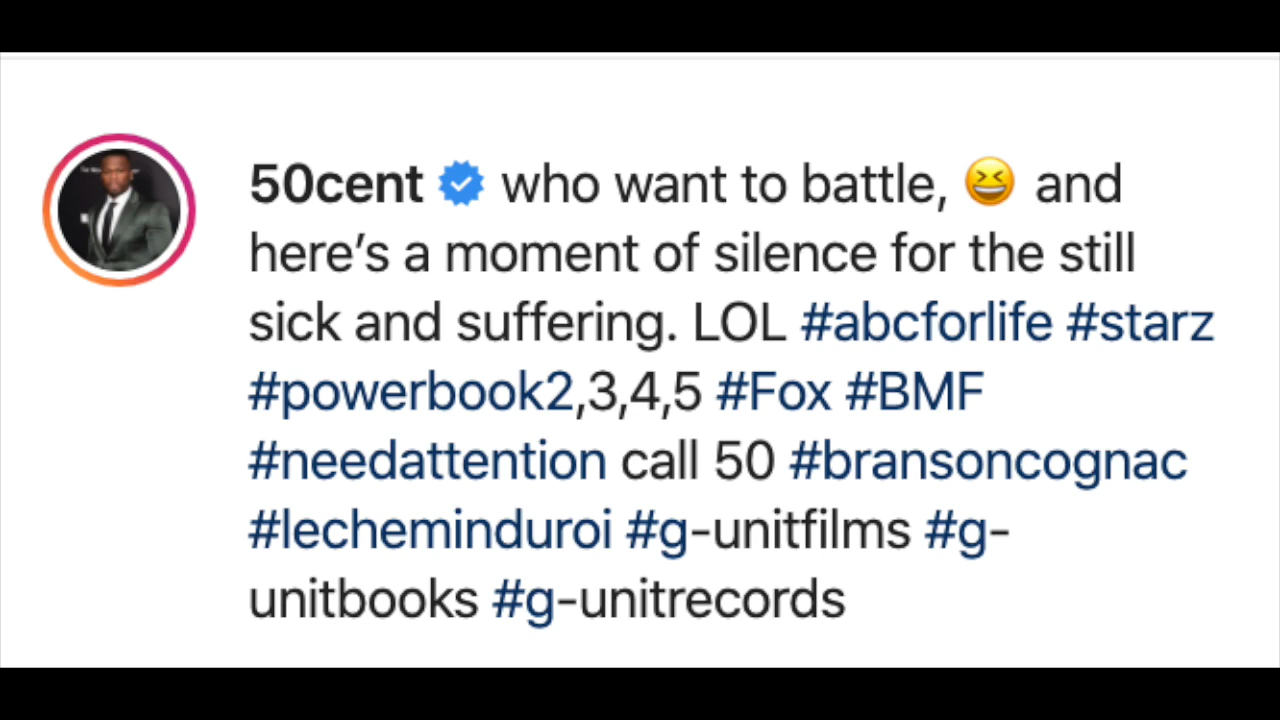 50cent who want to battle, 😆 and
here’s a moment of silence for the still
sick and suffering. LOL #abcforlife #starz
#powerbook2,3,4,5 #Fox #BMF
#needattention call 50 #bransoncognac
#lecheminduroi #g-unitfilms #g-
unitbooks #g-unitrecords